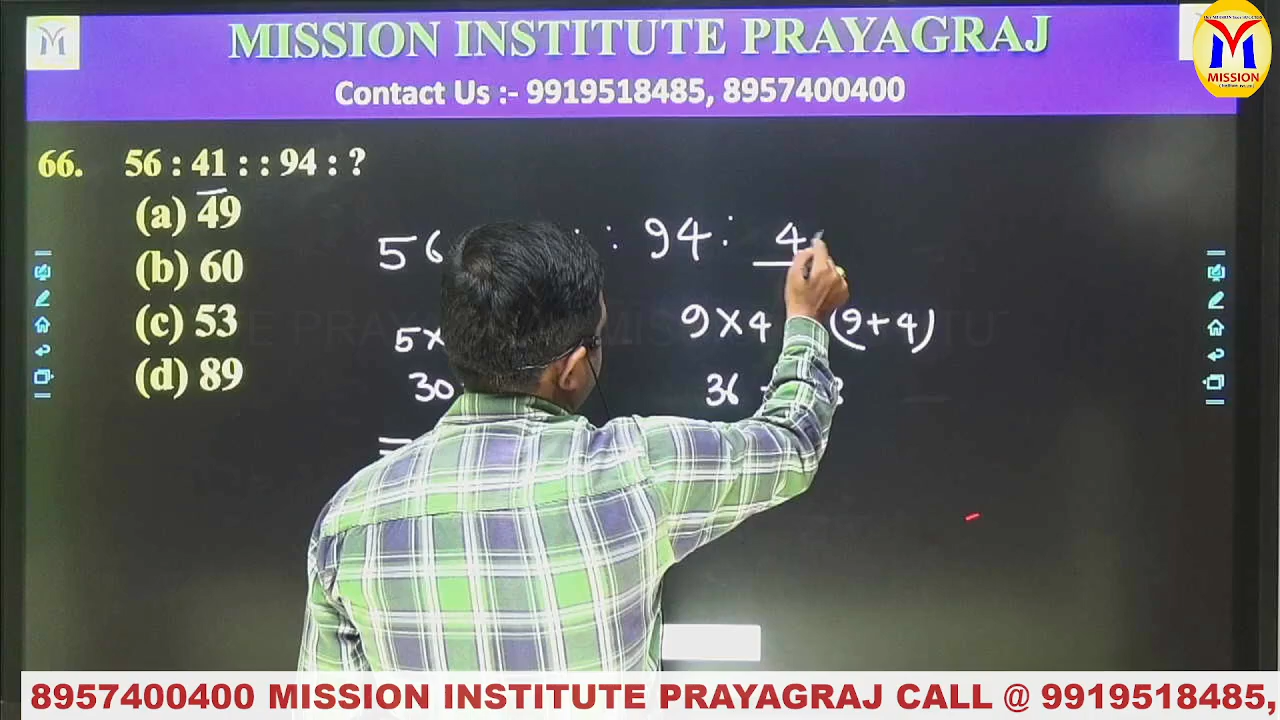 MISSION INSTITUTE PRAYAGRAJ
Contact Us :- 9919518485, 8957400400
MISSION
66. 56 : 41 : : 94 : ?
(a) 49
(b) 60
(c) 53
(d) 89
56 : : 94 : 4
5× 9×4 (9+4)
30 36
8957400400 MISSION INSTITUTE PRAYAGRAJ CALL @ 9919518485,